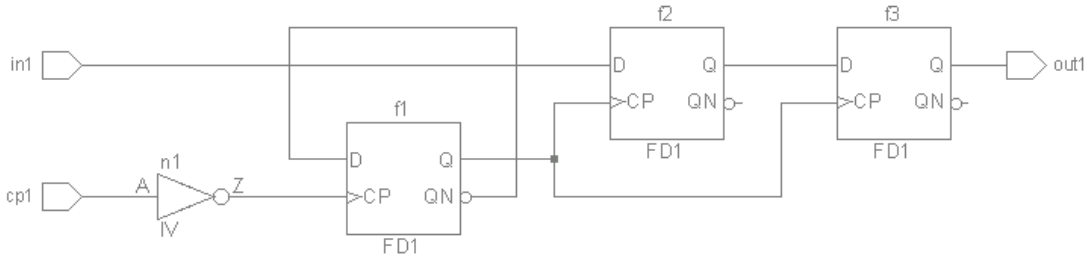 f2
f3
in1
D
Q
D
Q
out1
CP
QN
CP
QN
f1
FD1
FD1
n1
D
Q
cp1
A
Z
CP
QN
IV
FD1